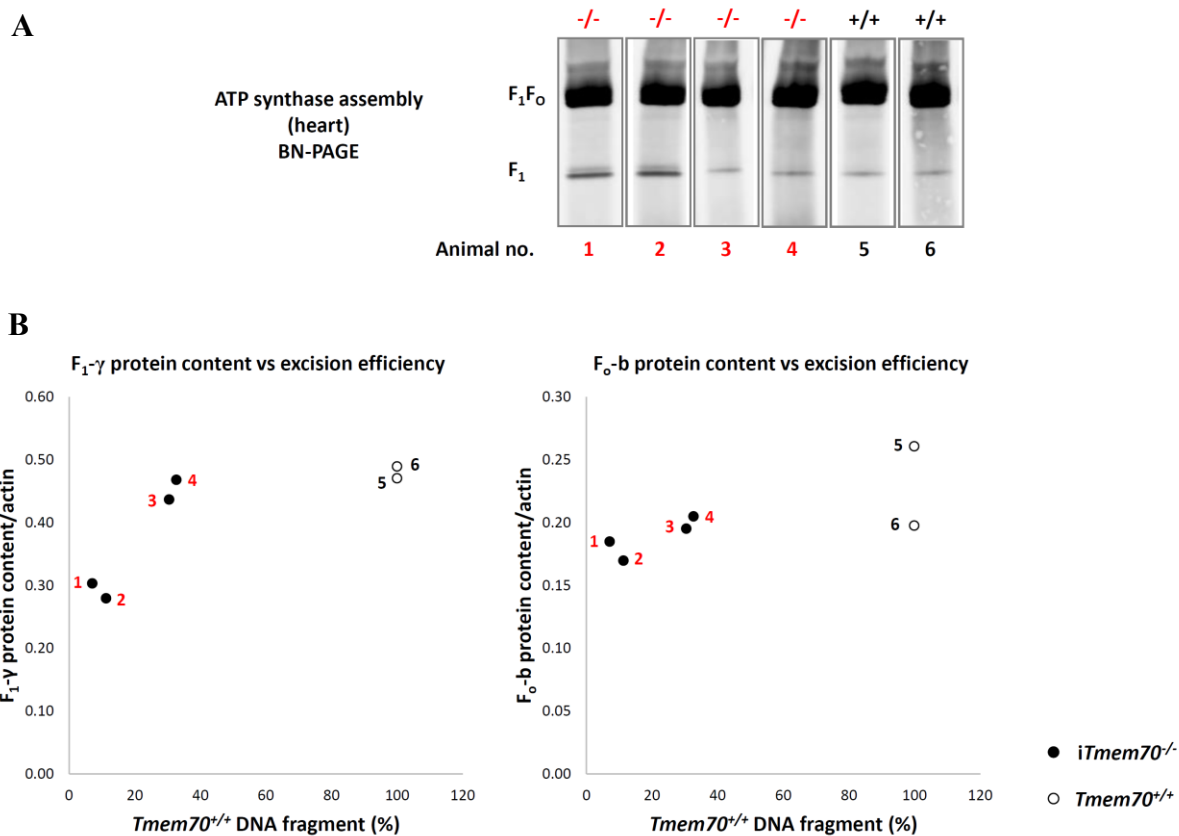 A
-/- -/- -/- -/- +/+ +/+
ATP synthase assembly
(heart)
BN-PAGE
F₁Fₒ
F₁
Animal no. 1 2 3 4 5 6
B
F₁-γ protein content vs excision efficiency
F₁-γ protein content/actin
0.60
0.50
0.40
0.30
0.20
0.10
0.00
4
3
6
5
1
2
0 20 40 60 80 100 120
Tmem70⁺/⁺ DNA fragment (%)
Fₒ-b protein content vs excision efficiency
Fₒ-b protein content/actin
0.30
0.25
0.20
0.15
0.10
0.05
0.00
5
4
3
6
1
2
0 20 40 60 80 100 120
Tmem70⁺/⁺ DNA fragment (%)
iTmem70⁻/⁻
Tmem70⁺/⁺